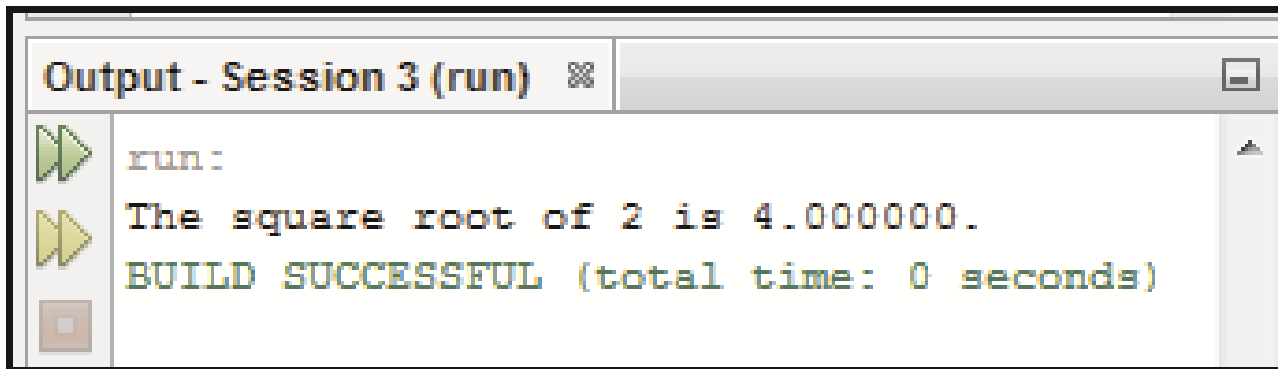 Output - Session 3 (run)
run:
The square root of 2 is 4.000000.
BUILD SUCCESSFUL (total time: 0 seconds)